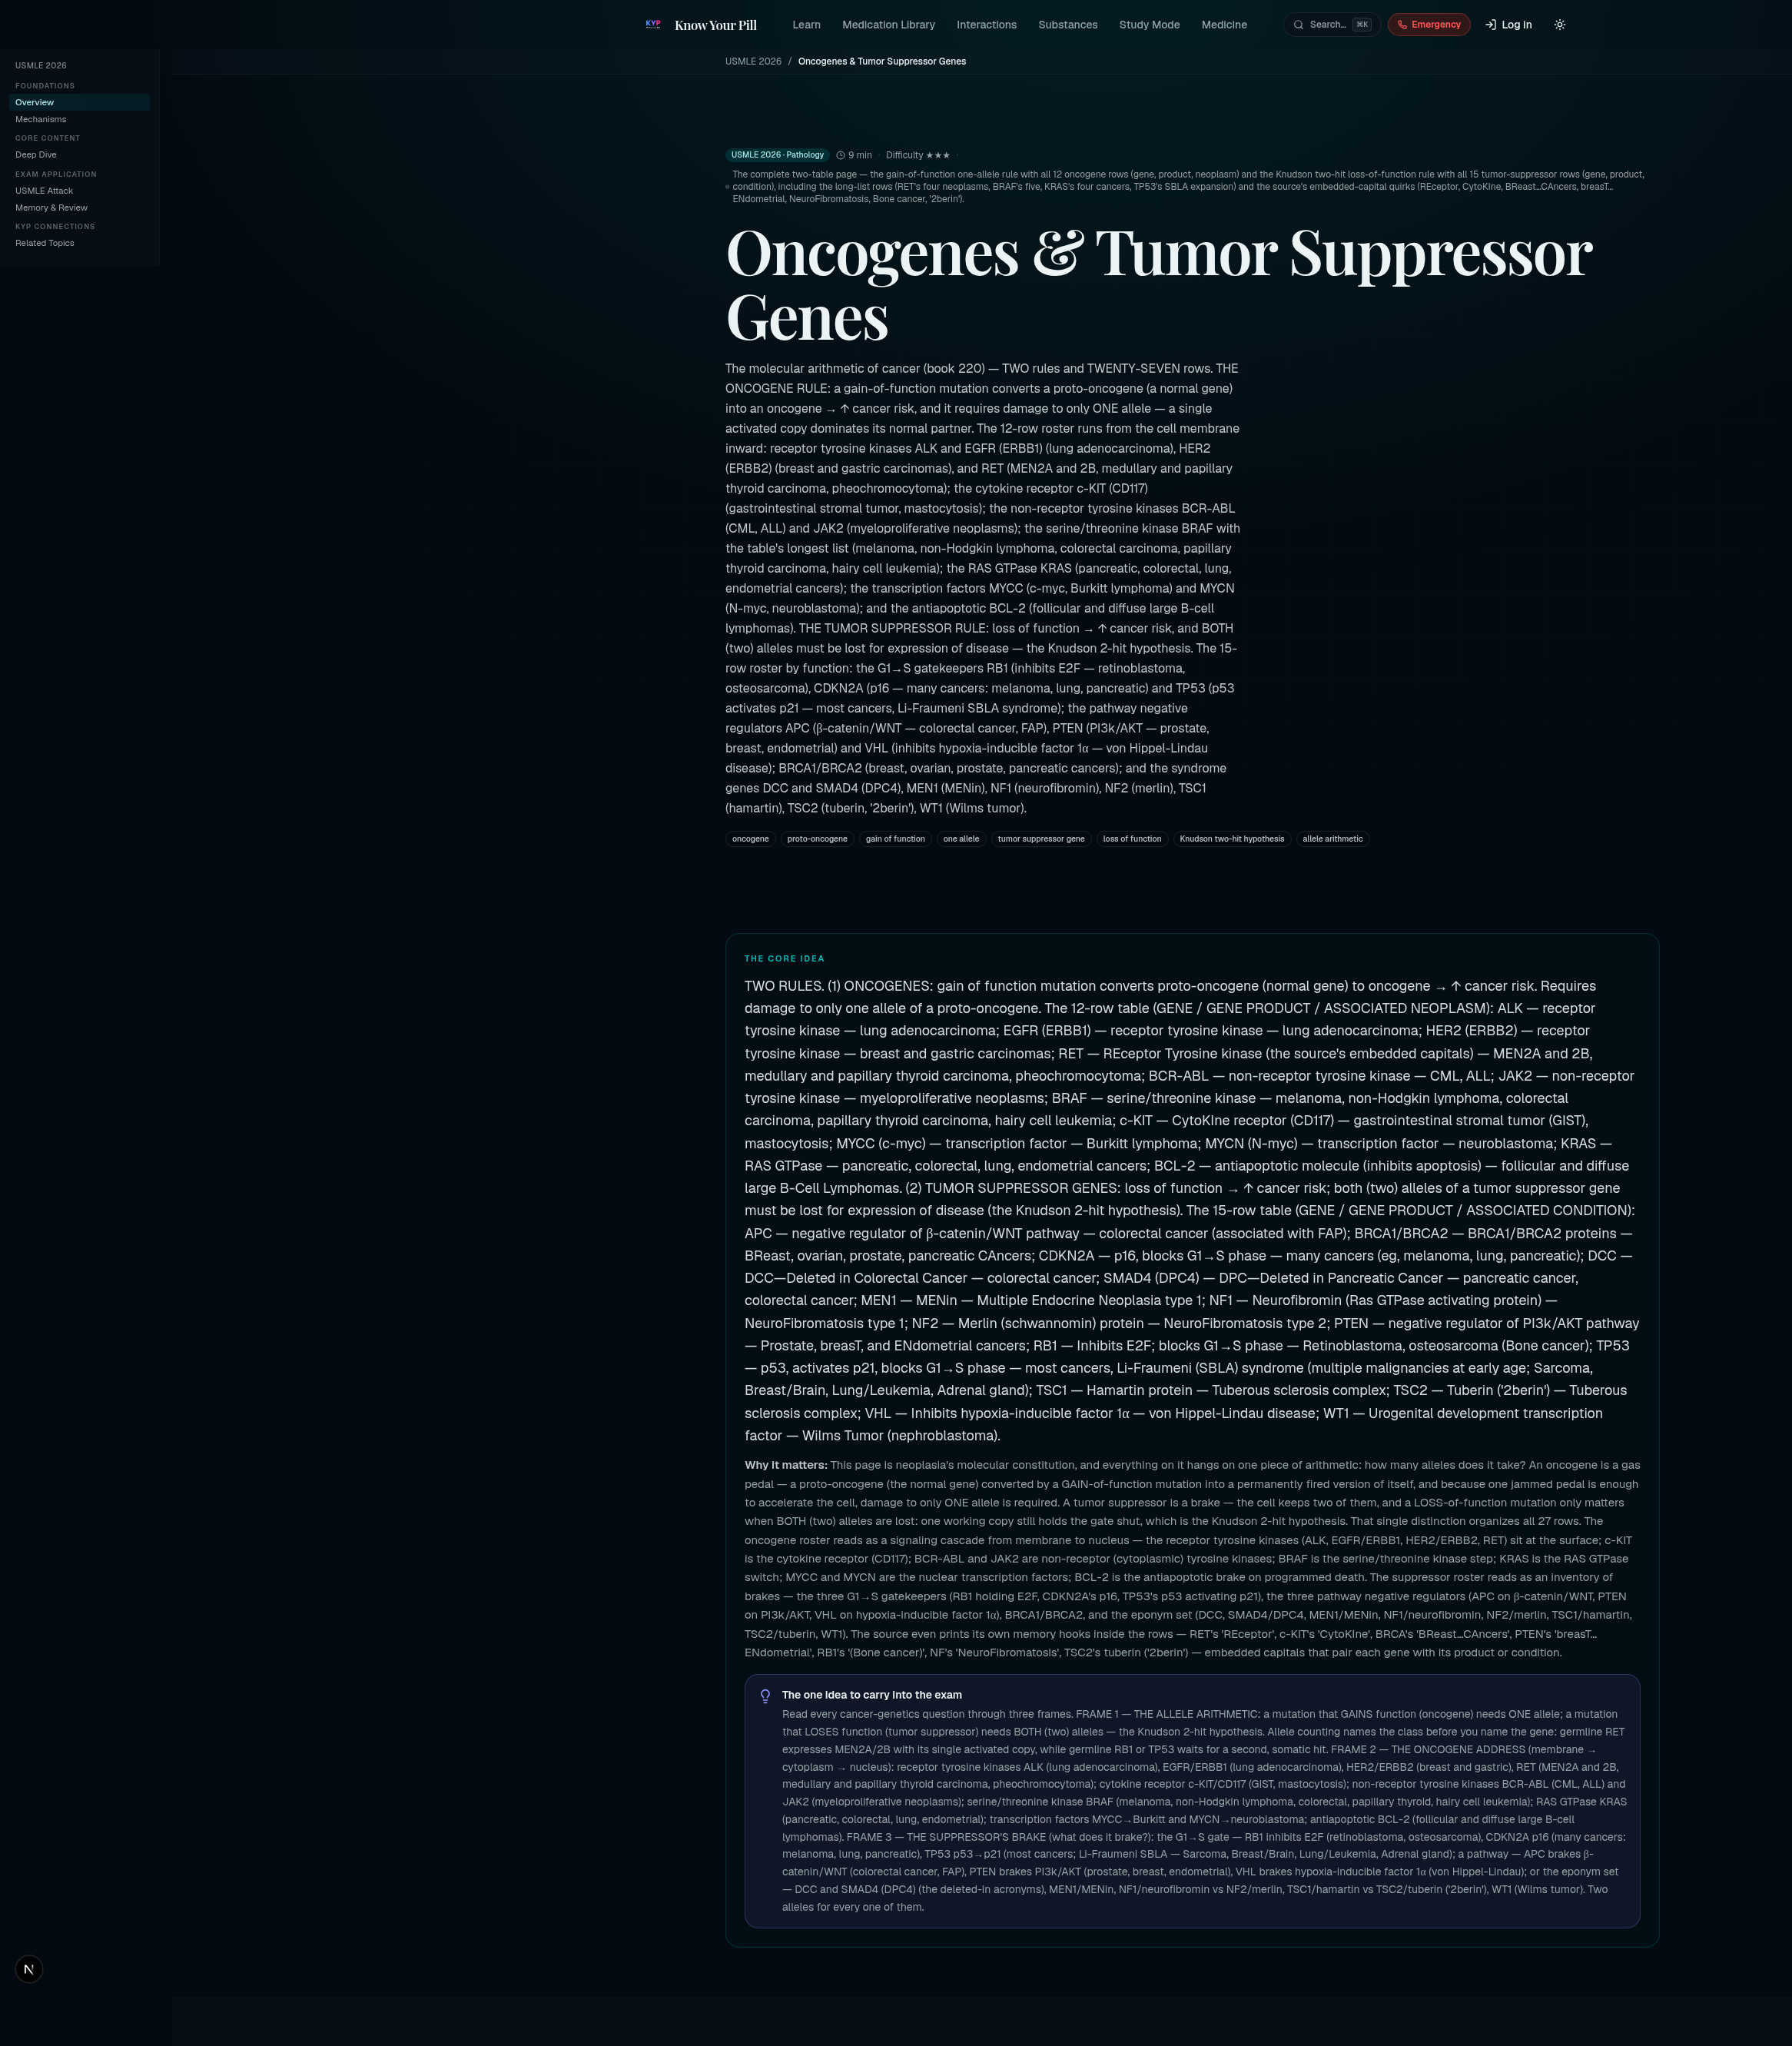 KYP
Know Your Pill
Learn
Medication Library
Interactions
Substances
Study Mode
Medicine
Search...
⌘K
Emergency
Log in
USMLE 2026 / Oncogenes & Tumor Suppressor Genes
USMLE 2026
FOUNDATIONS
Overview
Mechanisms
CORE CONTENT
Deep Dive
EXAM APPLICATION
USMLE Attack
Memory & Review
KYP CONNECTIONS
Related Topics
USMLE 2026 · Pathology 9 min · Difficulty ★★★ ·
The complete two-table page — the gain-of-function one-allele rule with all 12 oncogene rows (gene, product, neoplasm) and the Knudson two-hit loss-of-function rule with all 15 tumor-suppressor rows (gene, product,
condition), including the long-list rows (RET's four neoplasms, BRAF's five, KRAS's four cancers, TP53's SBLA expansion) and the source's embedded-capital quirks (REceptor, CytoKIne, BReast...CAncers, breasT...
ENdometrial, NeuroFibromatosis, Bone cancer, '2berin').
Oncogenes & Tumor Suppressor
Genes
The molecular arithmetic of cancer (book 220) — TWO rules and TWENTY-SEVEN rows. THE
ONCOGENE RULE: a gain-of-function mutation converts a proto-oncogene (a normal gene)
into an oncogene → ↑ cancer risk, and it requires damage to only ONE allele — a single
activated copy dominates its normal partner. The 12-row roster runs from the cell membrane
inward: receptor tyrosine kinases ALK and EGFR (ERBB1) (lung adenocarcinoma), HER2
(ERBB2) (breast and gastric carcinomas), and RET (MEN2A and 2B, medullary and papillary
thyroid carcinoma, pheochromocytoma); the cytokine receptor c-KIT (CD117)
(gastrointestinal stromal tumor, mastocytosis); the non-receptor tyrosine kinases BCR-ABL
(CML, ALL) and JAK2 (myeloproliferative neoplasms); the serine/threonine kinase BRAF with
the table's longest list (melanoma, non-Hodgkin lymphoma, colorectal carcinoma, papillary
thyroid carcinoma, hairy cell leukemia); the RAS GTPase KRAS (pancreatic, colorectal, lung,
endometrial cancers); the transcription factors MYCC (c-myc, Burkitt lymphoma) and MYCN
(N-myc, neuroblastoma); and the antiapoptotic BCL-2 (follicular and diffuse large B-cell
lymphomas). THE TUMOR SUPPRESSOR RULE: loss of function → ↑ cancer risk, and BOTH
(two) alleles must be lost for expression of disease — the Knudson 2-hit hypothesis. The 15-
row roster by function: the G1→S gatekeepers RB1 (inhibits E2F — retinoblastoma,
osteosarcoma), CDKN2A (p16 — many cancers: melanoma, lung, pancreatic) and TP53 (p53
activates p21 — most cancers, Li-Fraumeni SBLA syndrome); the pathway negative
regulators APC (β-catenin/WNT — colorectal cancer, FAP), PTEN (PI3k/AKT — prostate,
breast, endometrial) and VHL (inhibits hypoxia-inducible factor 1α — von Hippel-Lindau
disease); BRCA1/BRCA2 (breast, ovarian, prostate, pancreatic cancers); and the syndrome
genes DCC and SMAD4 (DPC4), MEN1 (MENin), NF1 (neurofibromin), NF2 (merlin), TSC1
(hamartin), TSC2 (tuberin, '2berin'), WT1 (Wilms tumor).
oncogene
proto-oncogene
gain of function
one allele
tumor suppressor gene
loss of function
Knudson two-hit hypothesis
allele arithmetic
THE CORE IDEA
TWO RULES. (1) ONCOGENES: gain of function mutation converts proto-oncogene (normal gene) to oncogene → ↑ cancer risk. Requires
damage to only one allele of a proto-oncogene. The 12-row table (GENE / GENE PRODUCT / ASSOCIATED NEOPLASM): ALK — receptor
tyrosine kinase — lung adenocarcinoma; EGFR (ERBB1) — receptor tyrosine kinase — lung adenocarcinoma; HER2 (ERBB2) — receptor
tyrosine kinase — breast and gastric carcinomas; RET — REceptor Tyrosine kinase (the source's embedded capitals) — MEN2A and 2B,
medullary and papillary thyroid carcinoma, pheochromocytoma; BCR-ABL — non-receptor tyrosine kinase — CML, ALL; JAK2 — non-receptor
tyrosine kinase — myeloproliferative neoplasms; BRAF — serine/threonine kinase — melanoma, non-Hodgkin lymphoma, colorectal
carcinoma, papillary thyroid carcinoma, hairy cell leukemia; c-KIT — CytoKIne receptor (CD117) — gastrointestinal stromal tumor (GIST),
mastocytosis; MYCC (c-myc) — transcription factor — Burkitt lymphoma; MYCN (N-myc) — transcription factor — neuroblastoma; KRAS —
RAS GTPase — pancreatic, colorectal, lung, endometrial cancers; BCL-2 — antiapoptotic molecule (inhibits apoptosis) — follicular and diffuse
large B-Cell Lymphomas. (2) TUMOR SUPPRESSOR GENES: loss of function → ↑ cancer risk; both (two) alleles of a tumor suppressor gene
must be lost for expression of disease (the Knudson 2-hit hypothesis). The 15-row table (GENE / GENE PRODUCT / ASSOCIATED CONDITION):
APC — negative regulator of β-catenin/WNT pathway — colorectal cancer (associated with FAP); BRCA1/BRCA2 — BRCA1/BRCA2 proteins —
BReast, ovarian, prostate, pancreatic CAncers; CDKN2A — p16, blocks G1→S phase — many cancers (eg, melanoma, lung, pancreatic); DCC —
DCC—Deleted in Colorectal Cancer — colorectal cancer; SMAD4 (DPC4) — DPC—Deleted in Pancreatic Cancer — pancreatic cancer,
colorectal cancer; MEN1 — MENin — Multiple Endocrine Neoplasia type 1; NF1 — Neurofibromin (Ras GTPase activating protein) —
NeuroFibromatosis type 1; NF2 — Merlin (schwannomin) protein — NeuroFibromatosis type 2; PTEN — negative regulator of PI3k/AKT pathway
— Prostate, breasT, and ENdometrial cancers; RB1 — Inhibits E2F; blocks G1→S phase — Retinoblastoma, osteosarcoma (Bone cancer); TP53
— p53, activates p21, blocks G1→S phase — most cancers, Li-Fraumeni (SBLA) syndrome (multiple malignancies at early age; Sarcoma,
Breast/Brain, Lung/Leukemia, Adrenal gland); TSC1 — Hamartin protein — Tuberous sclerosis complex; TSC2 — Tuberin ('2berin') — Tuberous
sclerosis complex; VHL — Inhibits hypoxia-inducible factor 1α — von Hippel-Lindau disease; WT1 — Urogenital development transcription
factor — Wilms Tumor (nephroblastoma).
Why it matters: This page is neoplasia's molecular constitution, and everything on it hangs on one piece of arithmetic: how many alleles does it take? An oncogene is a gas
pedal — a proto-oncogene (the normal gene) converted by a GAIN-of-function mutation into a permanently fired version of itself, and because one jammed pedal is enough
to accelerate the cell, damage to only ONE allele is required. A tumor suppressor is a brake — the cell keeps two of them, and a LOSS-of-function mutation only matters
when BOTH (two) alleles are lost: one working copy still holds the gate shut, which is the Knudson 2-hit hypothesis. That single distinction organizes all 27 rows. The
oncogene roster reads as a signaling cascade from membrane to nucleus — the receptor tyrosine kinases (ALK, EGFR/ERBB1, HER2/ERBB2, RET) sit at the surface; c-KIT
is the cytokine receptor (CD117); BCR-ABL and JAK2 are non-receptor (cytoplasmic) tyrosine kinases; BRAF is the serine/threonine kinase step; KRAS is the RAS GTPase
switch; MYCC and MYCN are the nuclear transcription factors; BCL-2 is the antiapoptotic brake on programmed death. The suppressor roster reads as an inventory of
brakes — the three G1→S gatekeepers (RB1 holding E2F, CDKN2A's p16, TP53's p53 activating p21), the three pathway negative regulators (APC on β-catenin/WNT, PTEN
on PI3k/AKT, VHL on hypoxia-inducible factor 1α), BRCA1/BRCA2, and the eponym set (DCC, SMAD4/DPC4, MEN1/MENin, NF1/neurofibromin, NF2/merlin, TSC1/hamartin,
TSC2/tuberin, WT1). The source even prints its own memory hooks inside the rows — RET's 'REceptor', c-KIT's 'CytoKIne', BRCA's 'BReast...CAncers', PTEN's 'breasT...
ENdometrial', RB1's '(Bone cancer)', NF's 'NeuroFibromatosis', TSC2's tuberin ('2berin') — embedded capitals that pair each gene with its product or condition.
The one idea to carry into the exam
Read every cancer-genetics question through three frames. FRAME 1 — THE ALLELE ARITHMETIC: a mutation that GAINS function (oncogene) needs ONE allele; a mutation
that LOSES function (tumor suppressor) needs BOTH (two) alleles — the Knudson 2-hit hypothesis. Allele counting names the class before you name the gene: germline RET
expresses MEN2A/2B with its single activated copy, while germline RB1 or TP53 waits for a second, somatic hit. FRAME 2 — THE ONCOGENE ADDRESS (membrane →
cytoplasm → nucleus): receptor tyrosine kinases ALK (lung adenocarcinoma), EGFR/ERBB1 (lung adenocarcinoma), HER2/ERBB2 (breast and gastric), RET (MEN2A and 2B,
medullary and papillary thyroid carcinoma, pheochromocytoma); cytokine receptor c-KIT/CD117 (GIST, mastocytosis); non-receptor tyrosine kinases BCR-ABL (CML, ALL) and
JAK2 (myeloproliferative neoplasms); serine/threonine kinase BRAF (melanoma, non-Hodgkin lymphoma, colorectal, papillary thyroid, hairy cell leukemia); RAS GTPase KRAS
(pancreatic, colorectal, lung, endometrial); transcription factors MYCC→Burkitt and MYCN→neuroblastoma; antiapoptotic BCL-2 (follicular and diffuse large B-cell
lymphomas). FRAME 3 — THE SUPPRESSOR'S BRAKE (what does it brake?): the G1→S gate — RB1 inhibits E2F (retinoblastoma, osteosarcoma), CDKN2A p16 (many cancers:
melanoma, lung, pancreatic), TP53 p53→p21 (most cancers; Li-Fraumeni SBLA — Sarcoma, Breast/Brain, Lung/Leukemia, Adrenal gland); a pathway — APC brakes β-
catenin/WNT (colorectal cancer, FAP), PTEN brakes PI3k/AKT (prostate, breast, endometrial), VHL brakes hypoxia-inducible factor 1α (von Hippel-Lindau); or the eponym set
— DCC and SMAD4 (DPC4) (the deleted-in acronyms), MEN1/MENin, NF1/neurofibromin vs NF2/merlin, TSC1/hamartin vs TSC2/tuberin ('2berin'), WT1 (Wilms tumor). Two
alleles for every one of them.
N